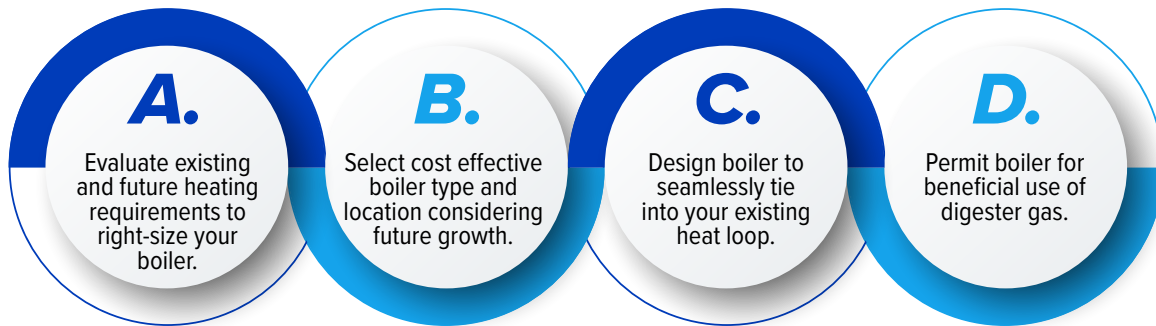 A.
Evaluate existing
and future heating
requirements to
right-size your
boiler.
B.
Select cost effective
boiler type and
location considering
future growth.
C.
Design boiler to
seamlessly tie
into your existing
heat loop.
D.
Permit boiler for
beneficial use of
digester gas.